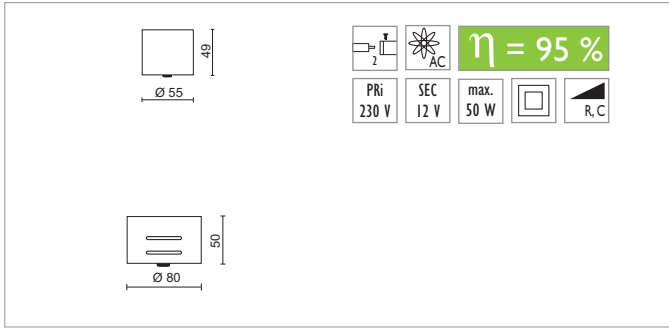 49
Ø 55
2
AC
η = 95 %
PRi
230 V
SEC
12 V
max.
50 W
R, C
50
Ø 80